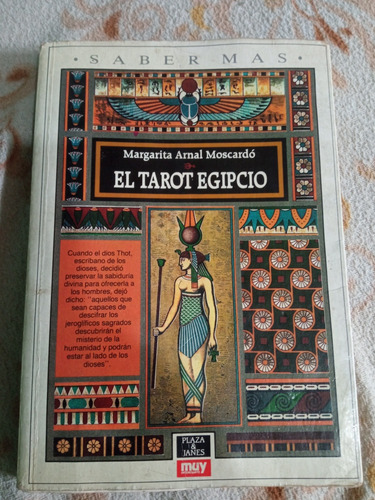 · SABER MAS ·
Margarita Arnal Moscardó
EL TAROT EGIPCIO
Cuando el dios Thot,
escribano de los
dioses, decidió
preservar la sabiduría
divina para ofrecerla a
los hombres, dejó
dicho: "aquellos que
sean capaces de
descifrar los
jeroglíficos sagrados
descubrirán el
misterio de la
humanidad y podrán
estar al lado de los
dioses".
PLAZA
&
JANES
muy